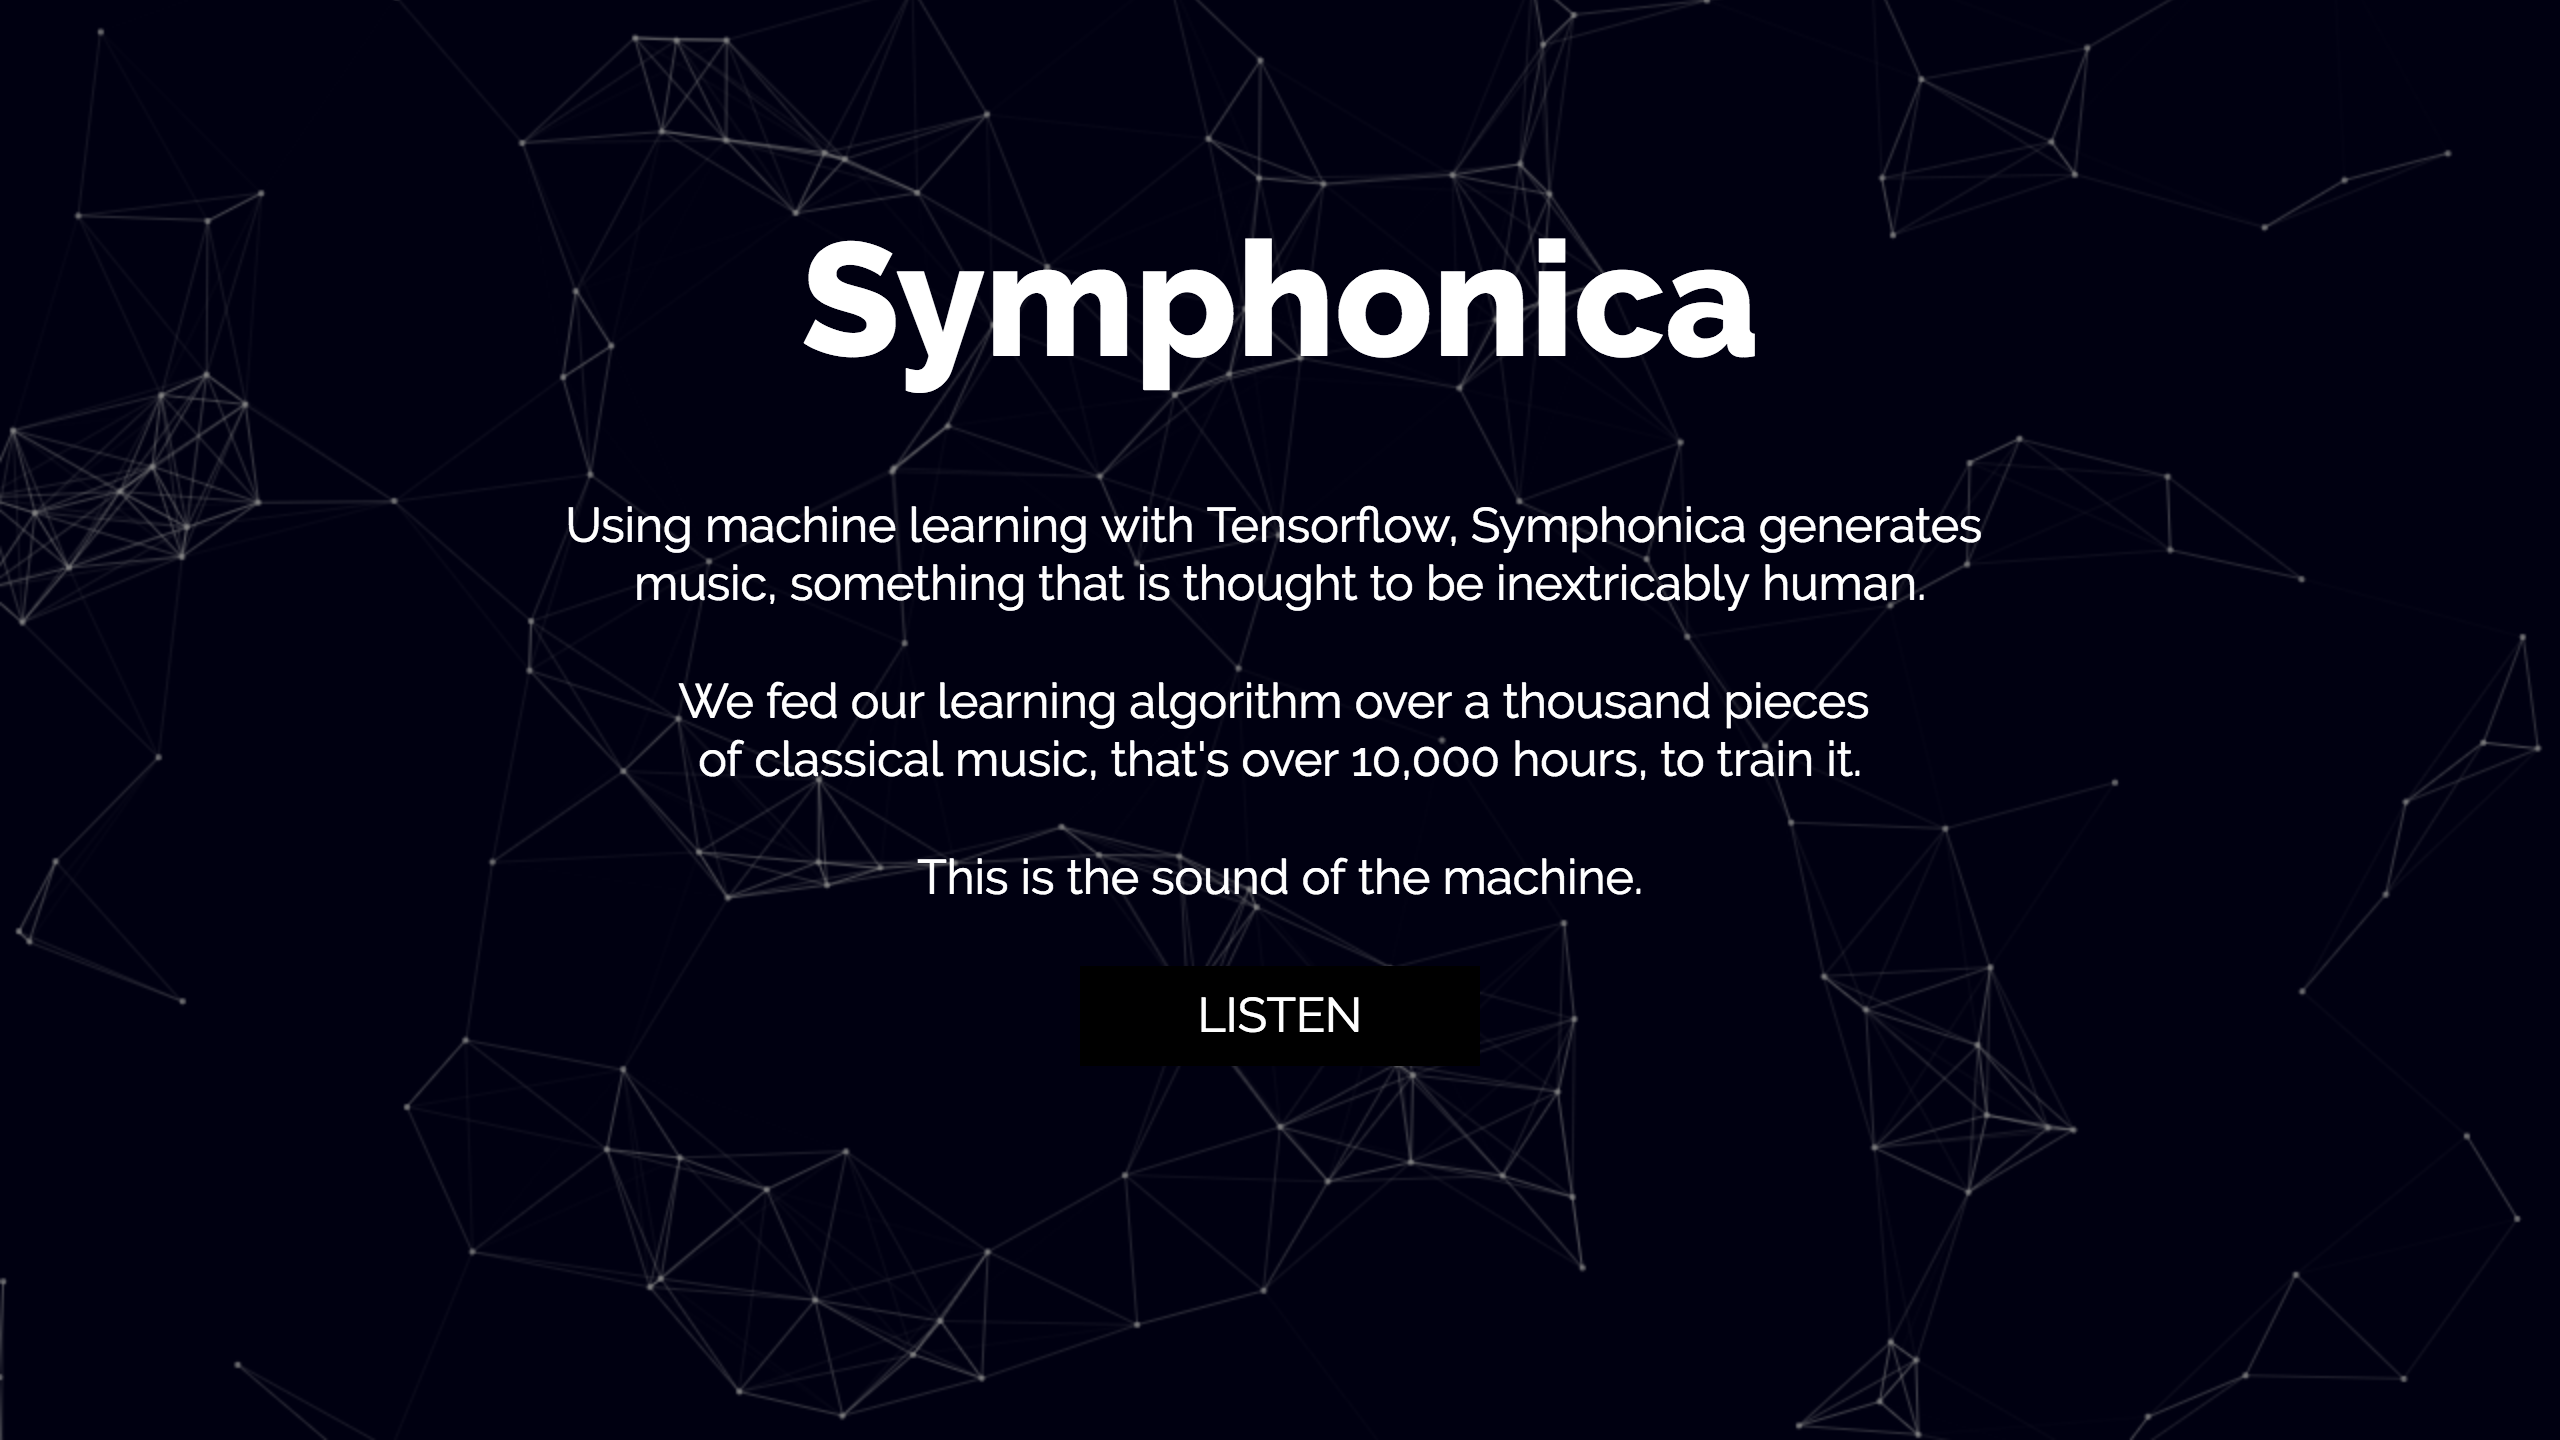 Symphonica
Using machine learning with Tensorflow, Symphonica generates
music, something that is thought to be inextricably human.
We fed our learning algorithm over a thousand pieces
of classical music, that's over 10,000 hours, to train it.
This is the sound of the machine.
LISTEN